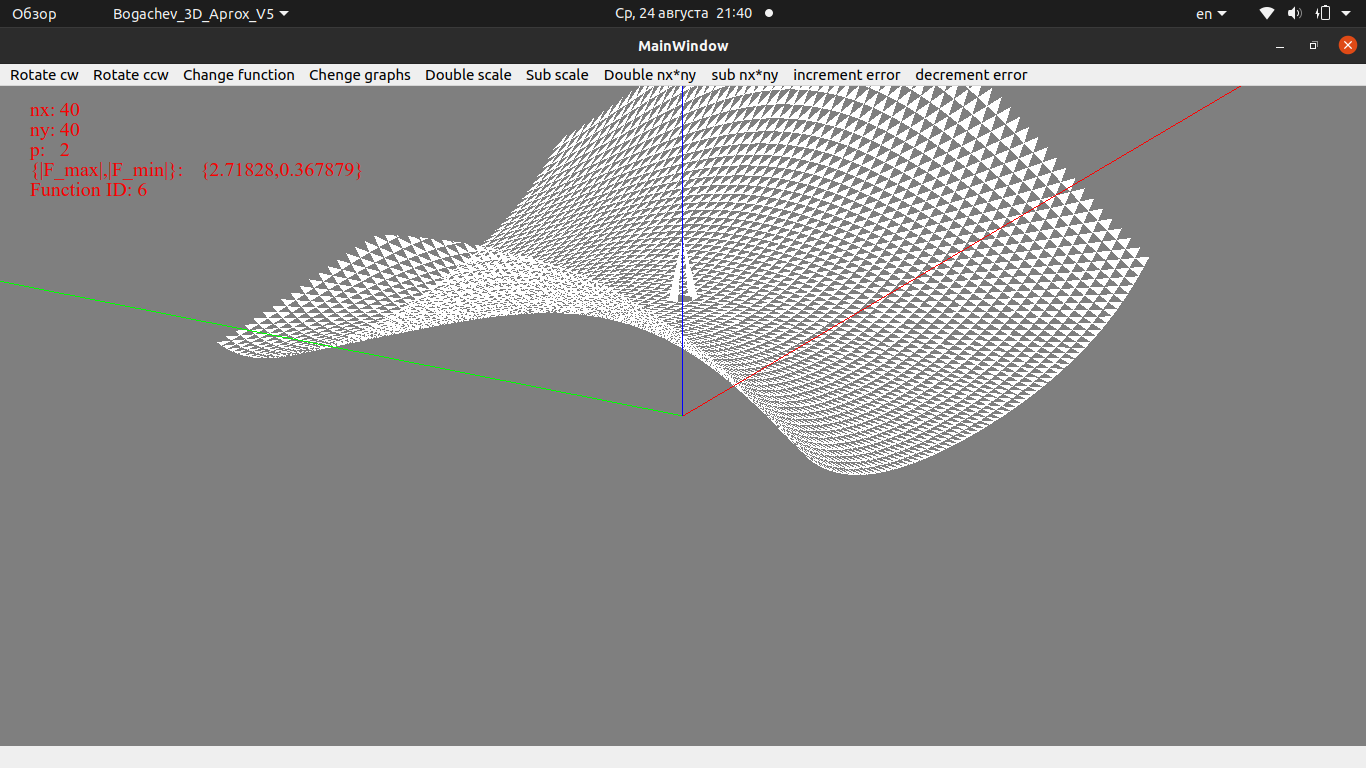 Обзор Bogachev_3D_Aprox_V5 Ср, 24 августа 21:40 en
MainWindow
Rotate cw Rotate ccw Change function Chenge graphs Double scale Sub scale Double nx*ny sub nx*ny increment error decrement error
nx: 40
ny: 40
p: 2
{|F_max|,|F_min|}: {2.71828,0.367879}
Function ID: 6